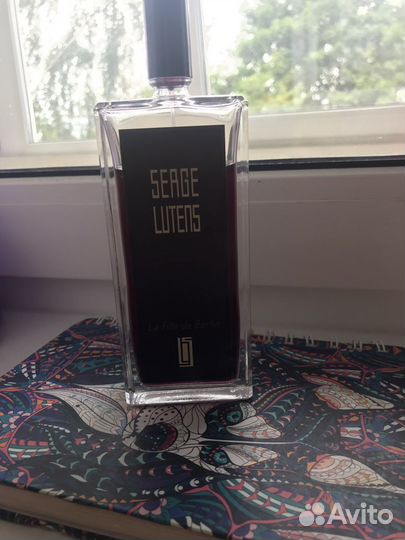 SERGE
LUTENS
La fille de Berlin
Avito